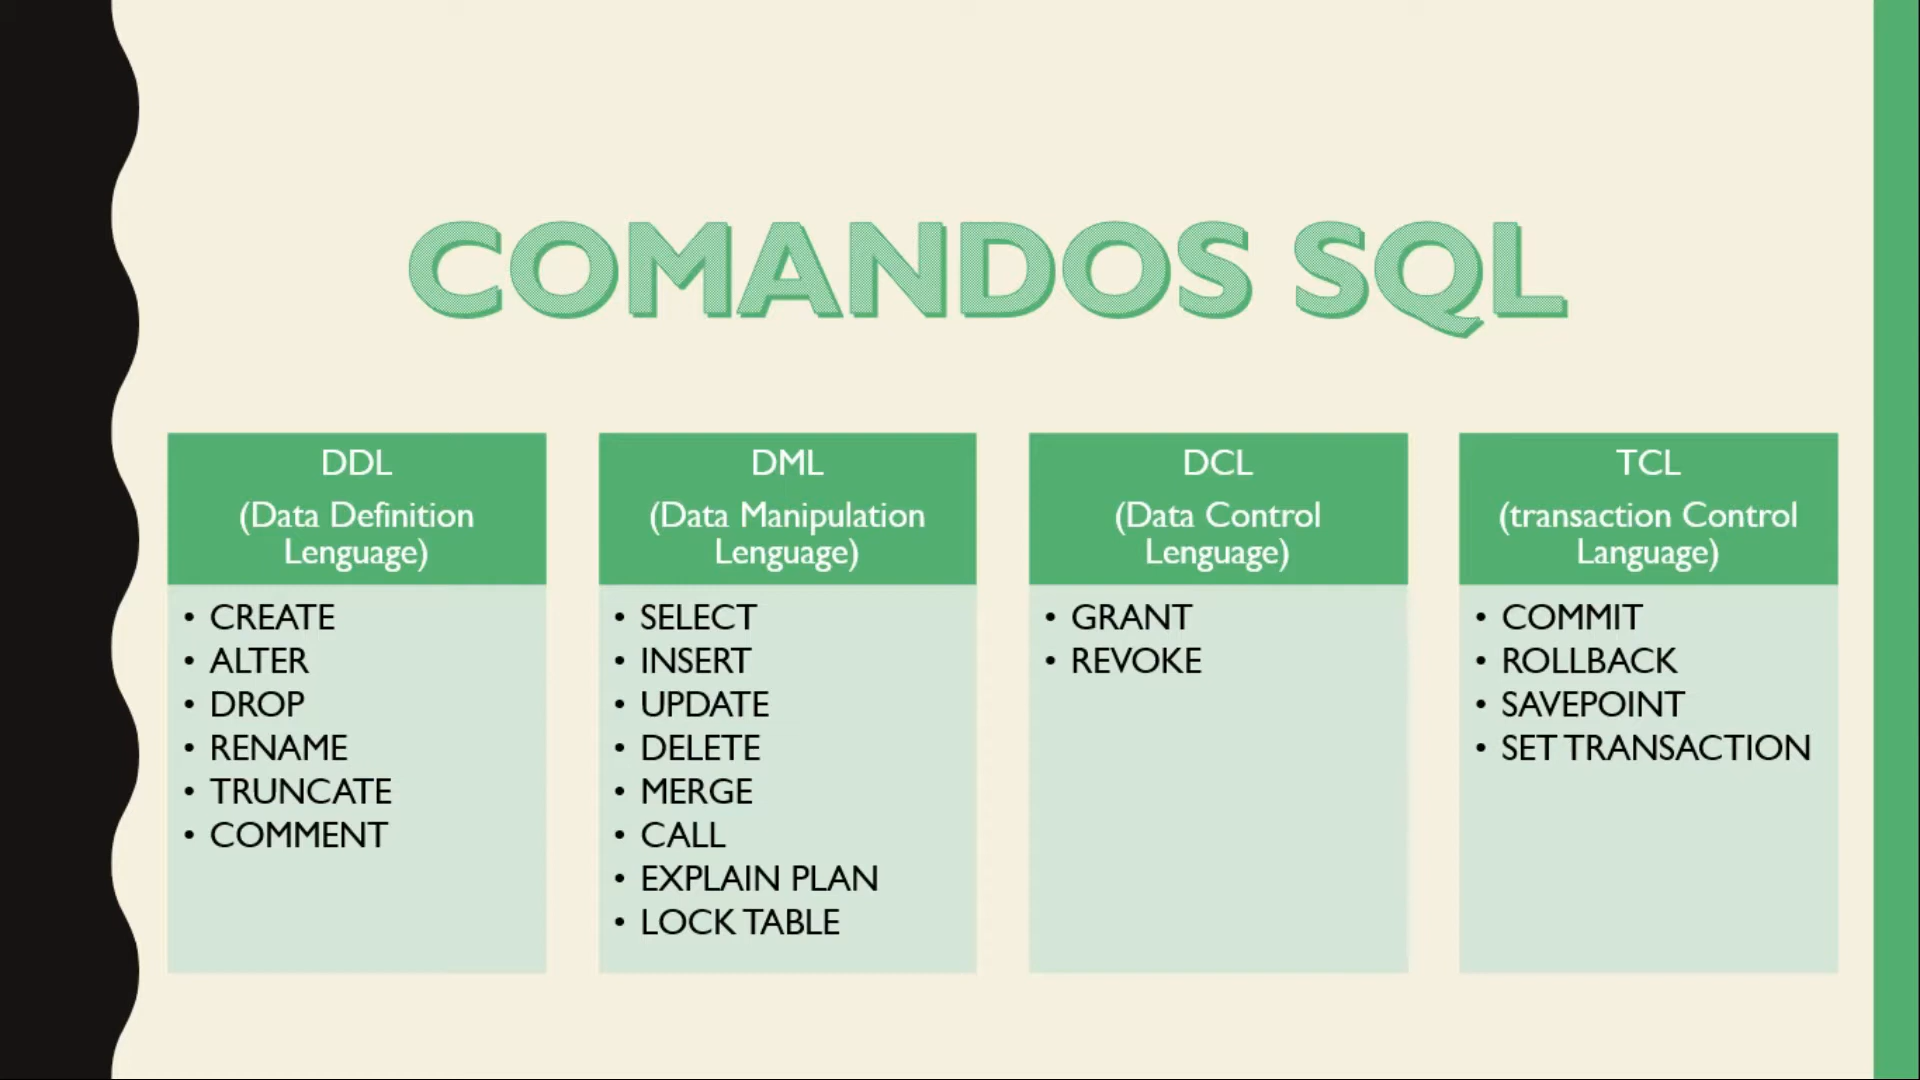 COMANDOS SQL
DDL
(Data Definition
Lenguage)
• CREATE
• ALTER
• DROP
• RENAME
• TRUNCATE
• COMMENT
DML
(Data Manipulation
Lenguage)
• SELECT
• INSERT
• UPDATE
• DELETE
• MERGE
• CALL
• EXPLAIN PLAN
• LOCK TABLE
DCL
(Data Control
Lenguage)
• GRANT
• REVOKE
TCL
(transaction Control
Language)
• COMMIT
• ROLLBACK
• SAVEPOINT
• SET TRANSACTION